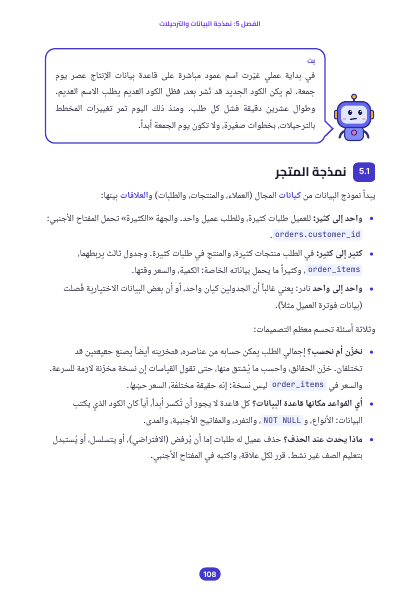 الفصل 5: نمذجة البيانات والترحيلات
بت
في بداية عملي غيّرت اسم عمود مباشرة على قاعدة بيانات الإنتاج عصر يوم
جمعة. لم يكن الكود الجديد قد نُشر بعد، فظل الكود القديم يطلب الاسم القديم.
وطوال عشرين دقيقة فشل كل طلب. ومنذ ذلك اليوم تمر تغييرات المخطط
بالترحيلات، بخطوات صغيرة، ولا تكون يوم الجمعة أبداً.
5.1 نمذجة المتجر
يبدأ نموذج البيانات من كيانات المجال (العملاء، والمنتجات، والطلبات) والعلاقات بينها:
• واحد إلى كثير: للعميل طلبات كثيرة، وللطلب عميل واحد. والجهة «الكثيرة» تحمل المفتاح الأجنبي:
orders.customer_id.
• كثير إلى كثير: في الطلب منتجات كثيرة، والمنتج في طلبات كثيرة. وجدول ثالث يربطهما،
order_items، وكثيراً ما يحمل بياناته الخاصة: الكمية، والسعر وقتها.
• واحد إلى واحد نادر: يعني غالباً أن الجدولين كيان واحد، أو أن بعض البيانات الاختيارية فُصلت
(بيانات فوترة العميل مثلاً).
وثلاثة أسئلة تحسم معظم التصميمات:
• نخزّن أم نحسب؟ إجمالي الطلب يمكن حسابه من عناصره، فتخزينه أيضاً يصنع حقيقتين قد
تختلفان. خزّن الحقائق، واحسب ما يُشتق منها، حتى تقول القياسات إن نسخة مخزّنة لازمة للسرعة.
والسعر في order_items ليس نسخة: إنه حقيقة مختلفة، السعر حينها.
• أي القواعد مكانها قاعدة البيانات؟ كل قاعدة لا يجوز أن تُكسر أبداً، أياً كان الكود الذي يكتب
البيانات: الأنواع، وNOT NULL، والتفرد، والمفاتيح الأجنبية، والمدى.
• ماذا يحدث عند الحذف؟ حذف عميل له طلبات إما أن يُرفض (الافتراضي)، أو يتسلسل، أو يُستبدل
بتعليم الصف غير نشط. قرر لكل علاقة، واكتبه في المفتاح الأجنبي.
108